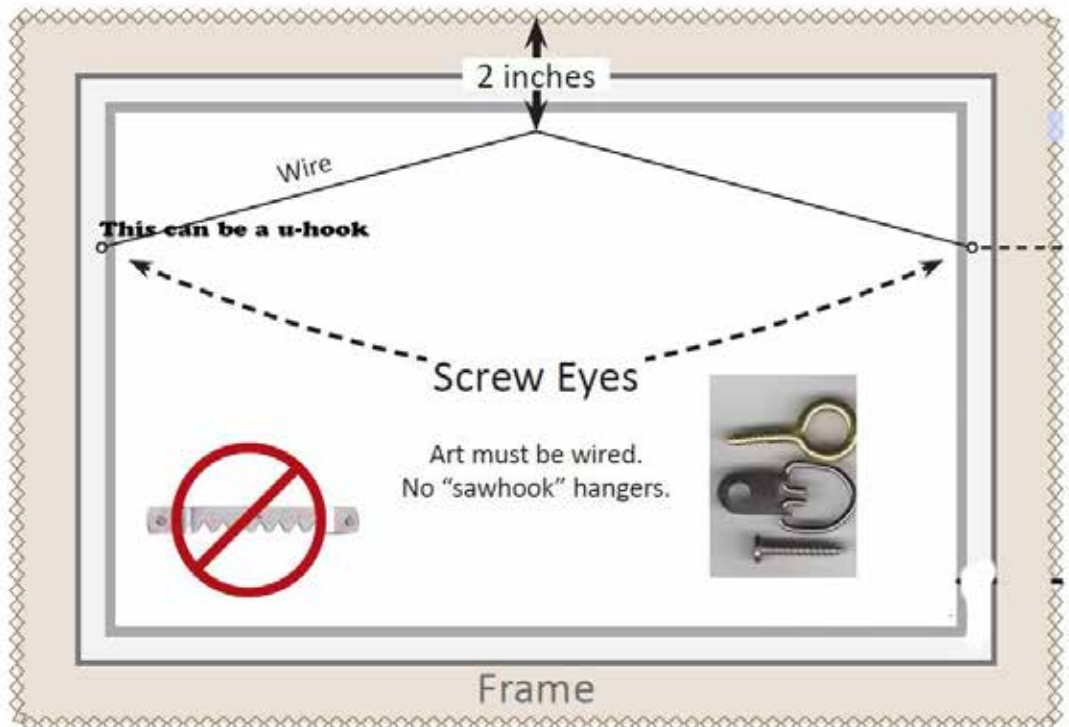 2 inches
Wire
This can be a u-hook
Screw Eyes
Art must be wired.
No “sawhook” hangers.
Frame